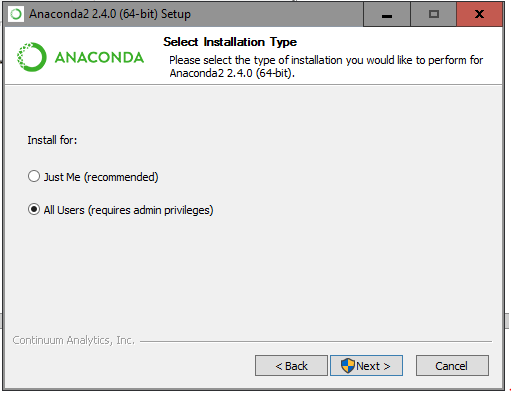 Anaconda2 2.4.0 (64-bit) Setup
ANACONDA
Select Installation Type
Please select the type of installation you would like to perform for
Anaconda2 2.4.0 (64-bit).
Install for:
Just Me (recommended)
All Users (requires admin privileges)
Continuum Analytics, Inc.
< Back
Next >
Cancel